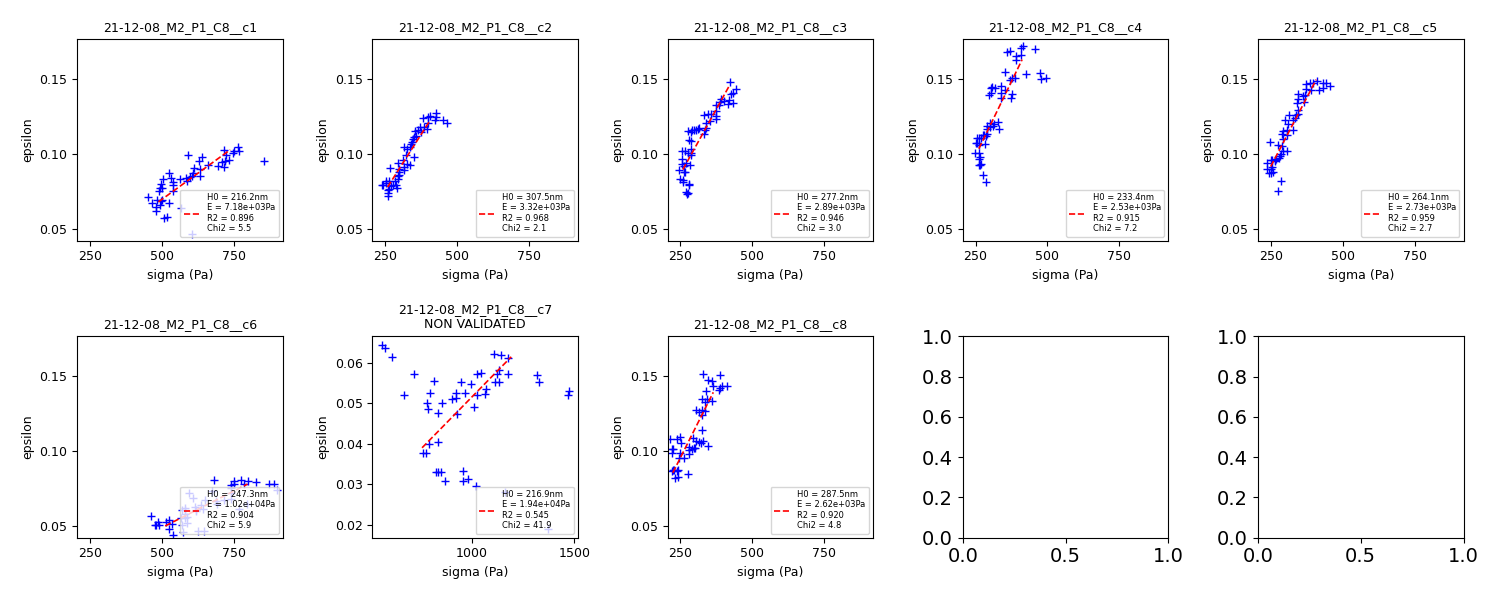 21-12-08_M2_P1_C8__c1
21-12-08_M2_P1_C8__c2
21-12-08_M2_P1_C8__c3
21-12-08_M2_P1_C8__c4
21-12-08_M2_P1_C8__c5
epsilon
0.15
0.10
0.05
250
500
750
sigma (Pa)
H0 = 216.2nm
E = 7.18e+03Pa
R2 = 0.896
Chi2 = 5.5
epsilon
0.15
0.10
0.05
250
500
750
sigma (Pa)
H0 = 307.5nm
E = 3.32e+03Pa
R2 = 0.968
Chi2 = 2.1
epsilon
0.15
0.10
0.05
250
500
750
sigma (Pa)
H0 = 277.2nm
E = 2.89e+03Pa
R2 = 0.946
Chi2 = 3.0
epsilon
0.15
0.10
0.05
250
500
750
sigma (Pa)
H0 = 233.4nm
E = 2.53e+03Pa
R2 = 0.915
Chi2 = 7.2
epsilon
0.15
0.10
0.05
250
500
750
sigma (Pa)
H0 = 264.1nm
E = 2.73e+03Pa
R2 = 0.959
Chi2 = 2.7
21-12-08_M2_P1_C8__c6
epsilon
0.15
0.10
0.05
250
500
750
sigma (Pa)
H0 = 247.3nm
E = 1.02e+04Pa
R2 = 0.904
Chi2 = 5.9
21-12-08_M2_P1_C8__c7
NON VALIDATED
epsilon
0.06
0.05
0.04
0.03
0.02
1000
1500
sigma (Pa)
H0 = 216.9nm
E = 1.94e+04Pa
R2 = 0.545
Chi2 = 41.9
21-12-08_M2_P1_C8__c8
epsilon
0.15
0.10
0.05
250
500
750
sigma (Pa)
H0 = 287.5nm
E = 2.62e+03Pa
R2 = 0.920
Chi2 = 4.8
1.0
0.8
0.6
0.4
0.2
0.0
0.0
0.5
1.0
1.0
0.8
0.6
0.4
0.2
0.0
0.0
0.5
1.0